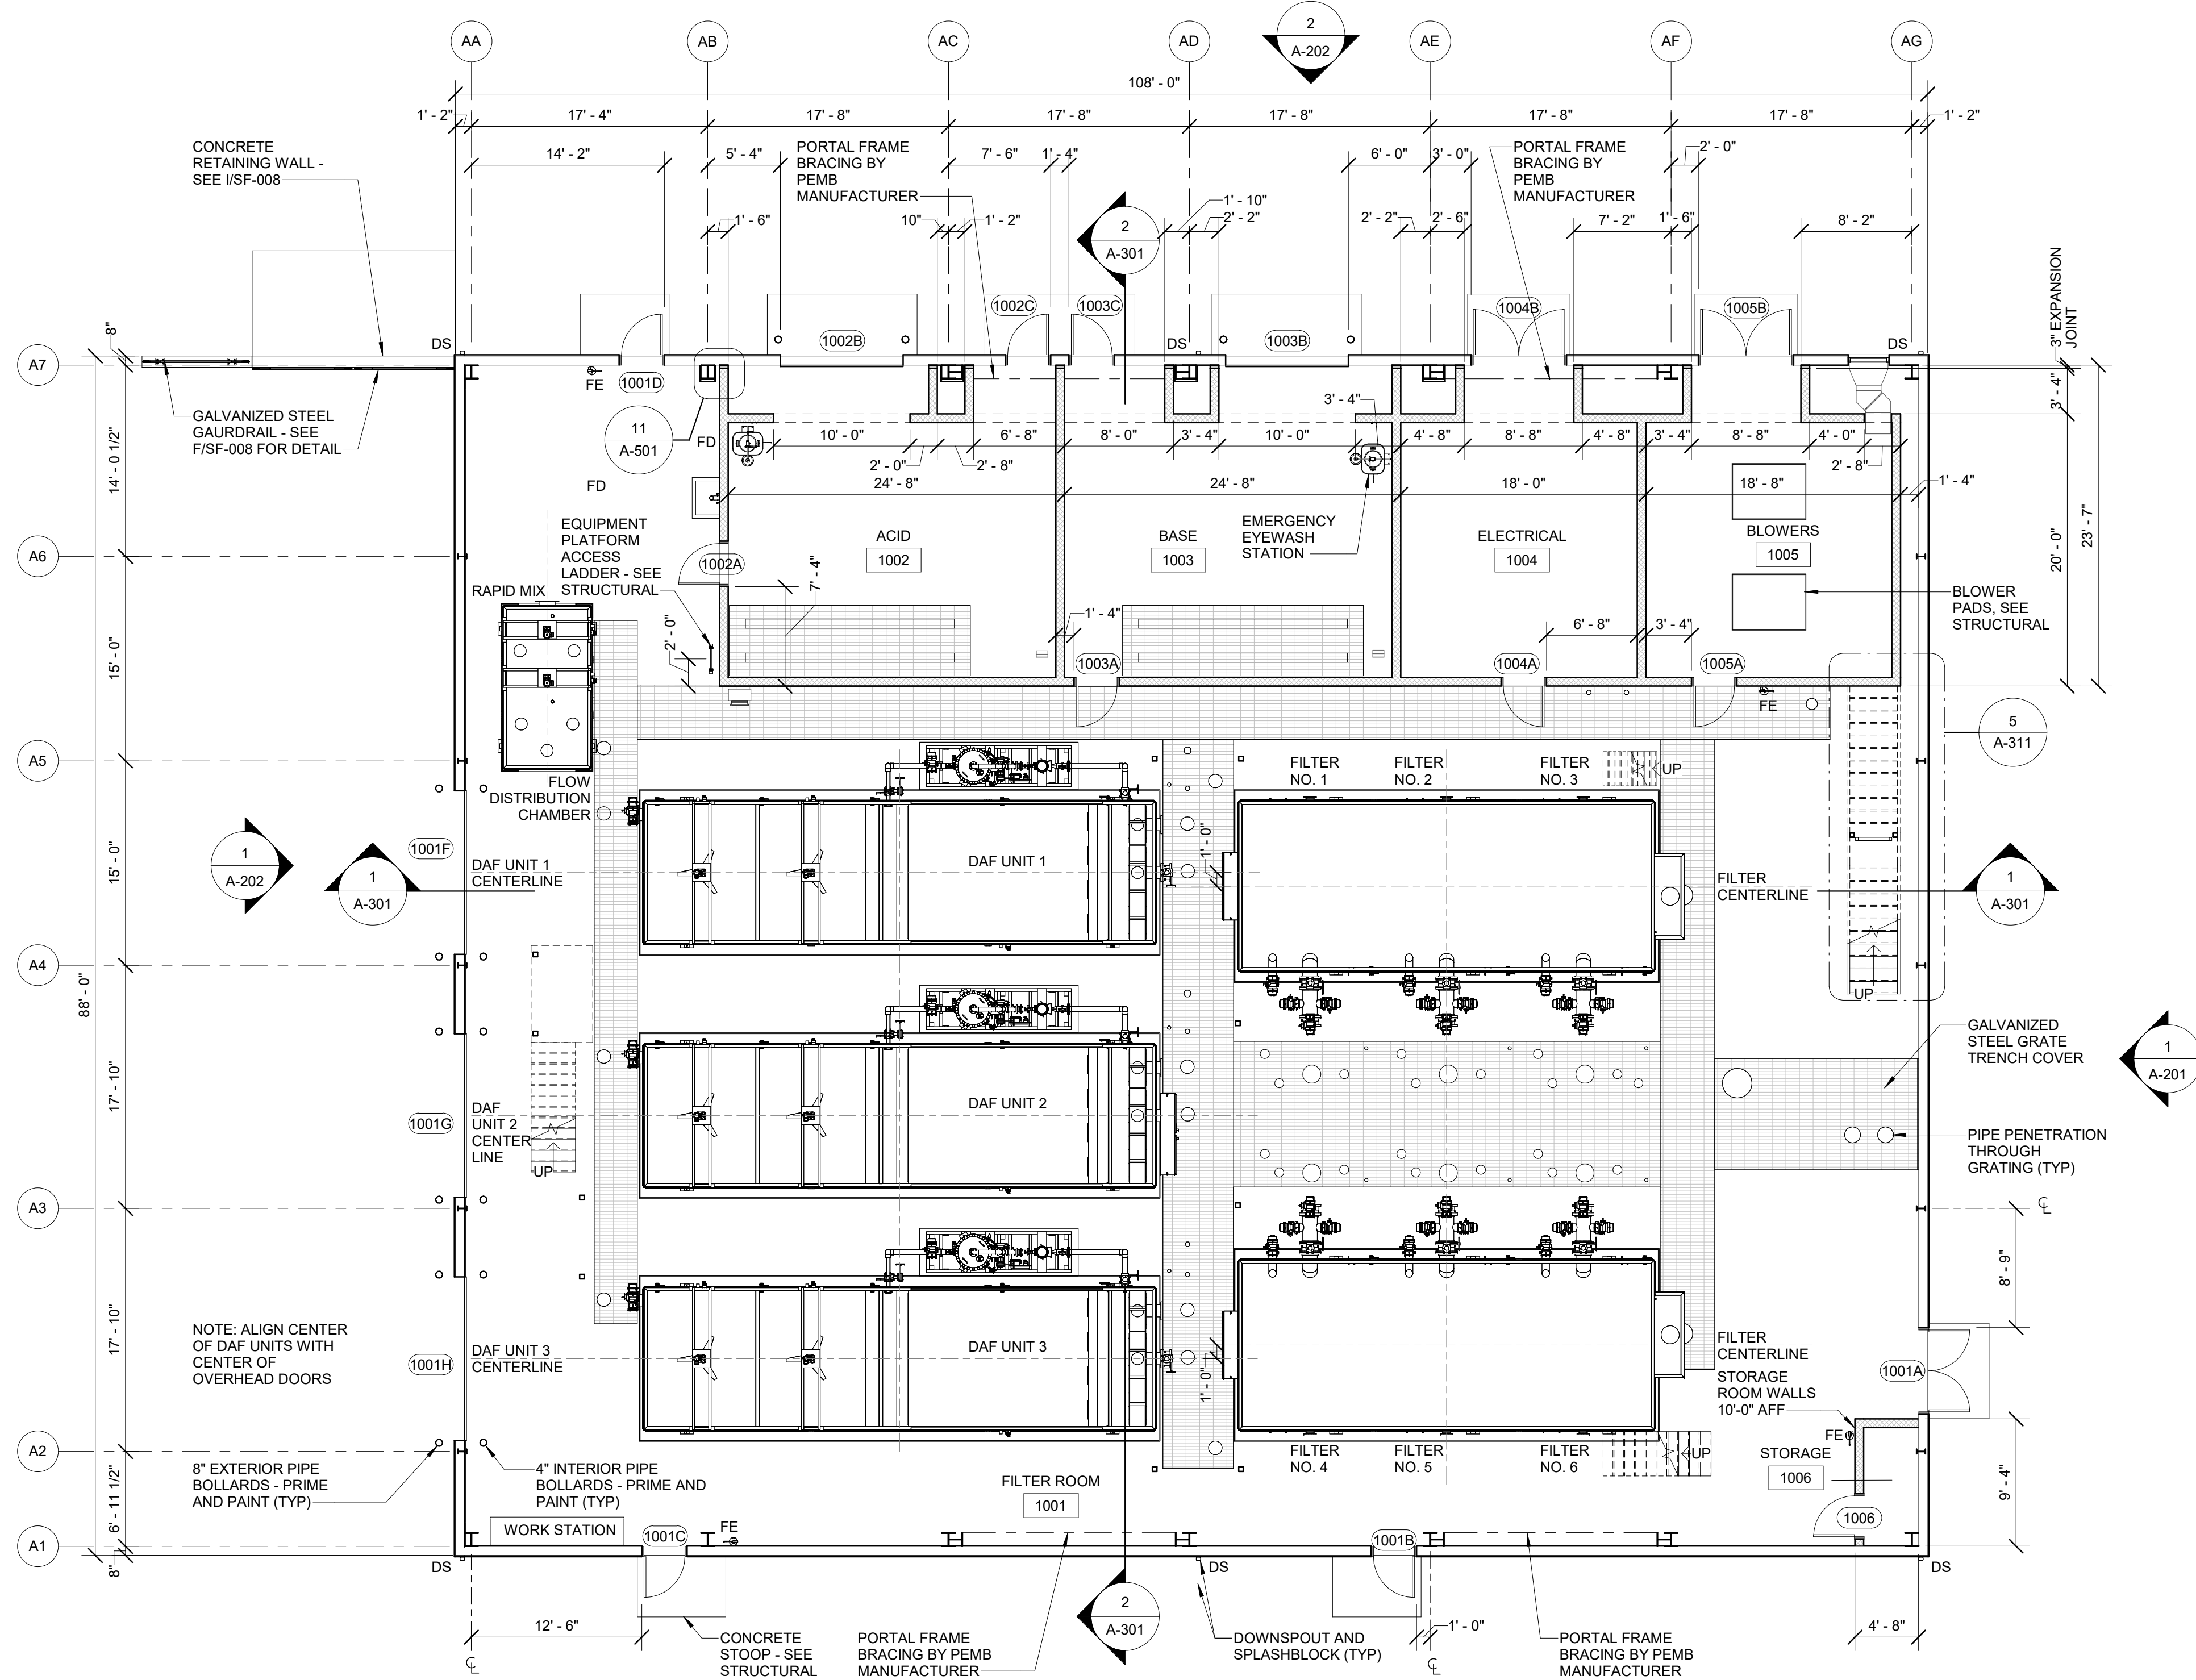 AA
AB
AC
AD
2
A-202
AE
AF
AG
108' - 0"
1' - 2"
17' - 4"
17' - 8"
17' - 8"
17' - 8"
17' - 8"
17' - 8"
1' - 2"
CONCRETE
RETAINING WALL -
SEE I/SF-008
14' - 2"
5' - 4"
PORTAL FRAME
BRACING BY
PEMB
MANUFACTURER
7' - 6"
1' - 4"
6' - 0"
3' - 0"
PORTAL FRAME
BRACING BY
PEMB
MANUFACTURER
2' - 0"
1' - 6"
10"
1' - 2"
2
A-301
1' - 10"
2' - 2"
2' - 2"
2' - 6"
7' - 2"
1' - 6"
8' - 2"
3" EXPANSION
JOINT
1002C
1003C
1004B
1005B
8"
DS
1002B
DS
1003B
DS
A7
FE
1001D
3' - 4"
GALVANIZED STEEL
GAURDRAIL - SEE
F/SF-008 FOR DETAIL
11
A-501
FD
3' - 4"
10' - 0"
6' - 8"
8' - 0"
3' - 4"
10' - 0"
4' - 8"
8' - 8"
4' - 8"
3' - 4"
8' - 8"
4' - 0"
14' - 0 1/2"
2' - 0"
2' - 8"
2' - 8"
FD
24' - 8"
24' - 8"
18' - 0"
18' - 8"
1' - 4"
23' - 7"
20' - 0"
EQUIPMENT
PLATFORM
ACCESS
LADDER - SEE
STRUCTURAL
EMERGENCY
EYEWASH
STATION
A6
ACID
1002
BASE
1003
ELECTRICAL
1004
BLOWERS
1005
1002A
7' - 4"
RAPID MIX
BLOWER
PADS, SEE
STRUCTURAL
1' - 4"
2' - 0"
6' - 8"
3' - 4"
15' - 0"
1003A
1004A
1005A
FE
5
A-311
A5
FILTER
NO. 1
FILTER
NO. 2
FILTER
NO. 3
UP
FLOW
DISTRIBUTION
CHAMBER
15' - 0"
1
A-202
1
A-301
1001F
DAF UNIT 1
CENTERLINE
DAF UNIT 1
1' - 0"
FILTER
CENTERLINE
1
A-301
A4
UP
88' - 0"
GALVANIZED
STEEL GRATE
TRENCH COVER
1
A-201
17' - 10"
1001G
DAF
UNIT 2
CENTER
LINE
UP
DAF UNIT 2
PIPE PENETRATION
THROUGH
GRATING (TYP)
A3
CL
8' - 9"
17' - 10"
NOTE: ALIGN CENTER
OF DAF UNITS WITH
CENTER OF
OVERHEAD DOORS
1001H
DAF UNIT 3
CENTERLINE
DAF UNIT 3
1' - 0"
FILTER
CENTERLINE
1001A
STORAGE
ROOM WALLS
10'-0" AFF
FE
A2
FILTER
NO. 4
FILTER
NO. 5
FILTER
NO. 6
UP
STORAGE
1006
9' - 4"
8" EXTERIOR PIPE
BOLLARDS - PRIME
AND PAINT (TYP)
4" INTERIOR PIPE
BOLLARDS - PRIME AND
PAINT (TYP)
FILTER ROOM
1001
6' - 11 1/2"
1006
WORK STATION
1001C
FE
1001B
A1
8"
DS
DS
DS
12' - 6"
CL
CONCRETE
STOOP - SEE
STRUCTURAL
PORTAL FRAME
BRACING BY PEMB
MANUFACTURER
2
A-301
DOWNSPOUT AND
SPLASHBLOCK (TYP)
1' - 0"
CL
PORTAL FRAME
BRACING BY PEMB
MANUFACTURER
4' - 8"